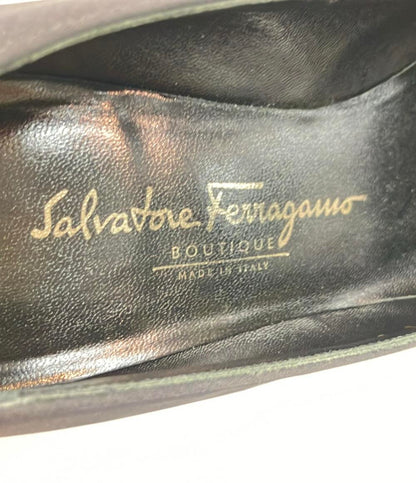 Salvatore Ferragamo
BOUTIQUE
MADE IN ITALY